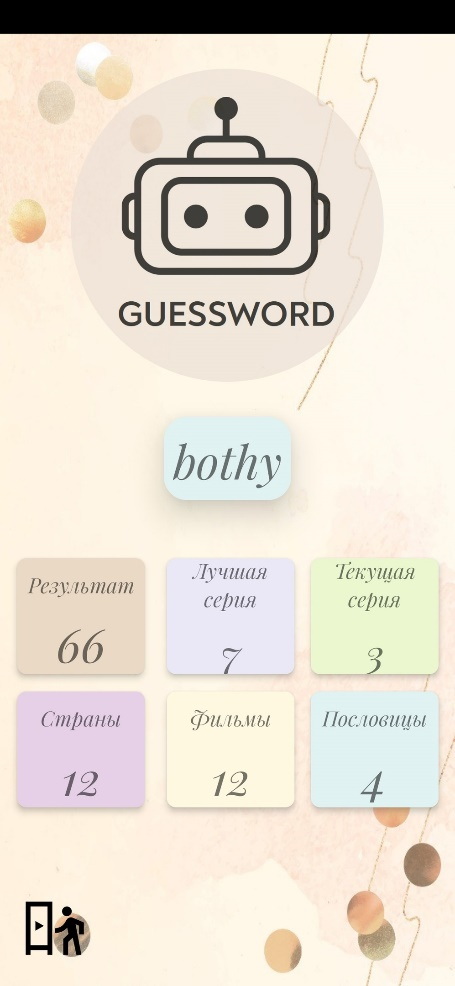 GUESSWORD
bothy
Результат
66
Лучшая
серия
7
Текущая
серия
3
Страны
12
Фильмы
12
Пословицы
4